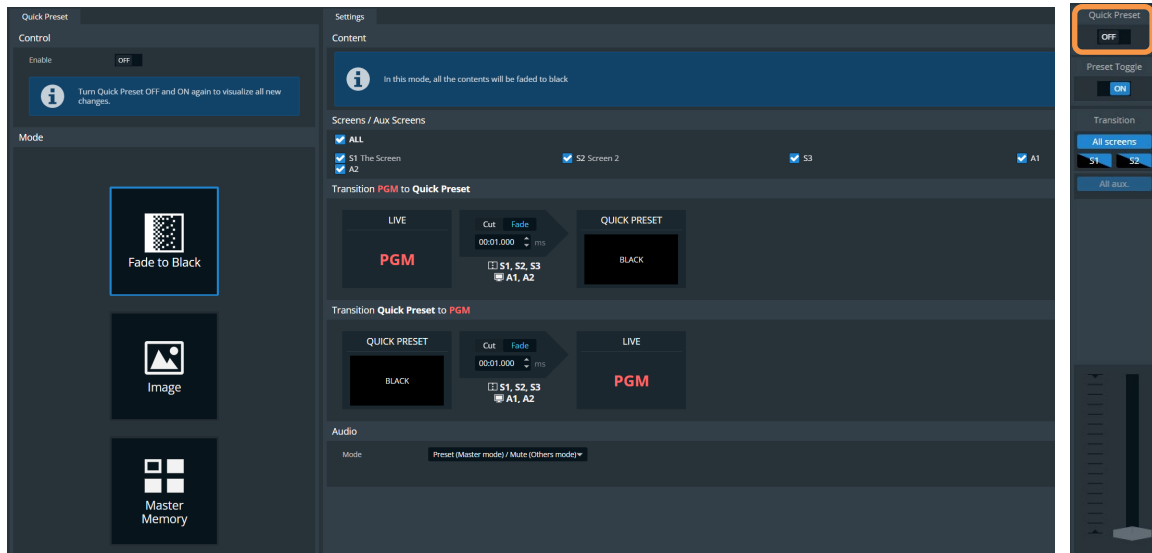 Quick Preset
Control
Enable
OFF
Turn Quick Preset OFF and ON again to visualize all new
changes.
Mode
Fade to Black
Image
Master
Memory
Settings
Content
In this mode, all the contents will be faded to black
Screens / Aux Screens
ALL
S1 The Screen
S2 Screen 2
S3
A1
A2
Transition PGM to Quick Preset
LIVE
PGM
Cut Fade
00:01.000 ms
S1, S2, S3
A1, A2
QUICK PRESET
BLACK
Transition Quick Preset to PGM
QUICK PRESET
BLACK
Cut Fade
00:01.000 ms
S1, S2, S3
A1, A2
LIVE
PGM
Audio
Mode
Preset (Master mode) / Mute (Others mode)
Quick Preset
OFF
Preset Toggle
ON
Transition
All screens
S1 S2
All aux.